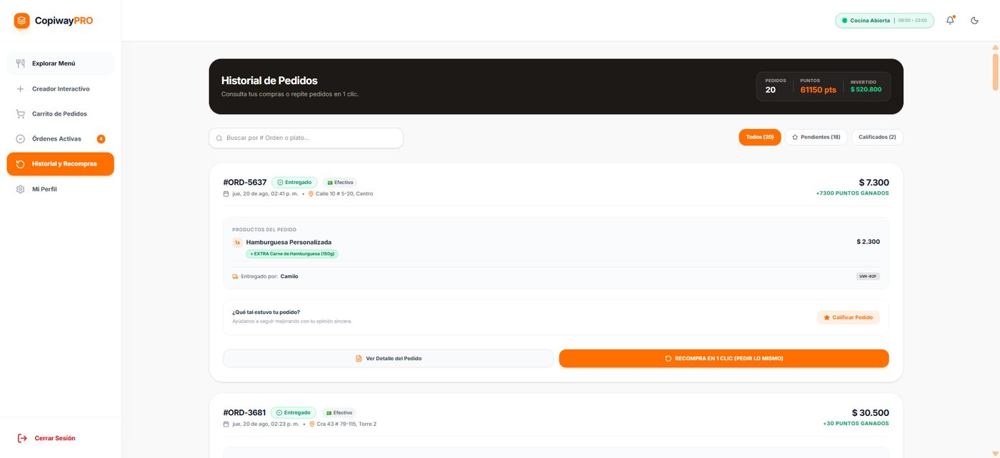 CopiwayPRO
Cocina Abierta | 08:00 - 23:00
Explorar Menú
Creador Interactivo
Carrito de Pedidos
Órdenes Activas 4
Historial y Recompras
Mi Perfil
Cerrar Sesión
Historial de Pedidos
Consulta tus compras o repite pedidos en 1 clic.
PEDIDOS PUNTOS INVERTIDO
20 61150 pts $ 520.800
Buscar por # Orden o plato...
Todos (20) Pendientes (18) Calificados (2)
#ORD-5637 Entregado Efectivo $ 7.300
jue, 20 de ago, 02:41 p. m. • Calle 10 # 5-20, Centro +7300 PUNTOS GANADOS
PRODUCTOS DEL PEDIDO
1x Hamburguesa Personalizada $ 2.300
+ EXTRA Carne de Hamburguesa (150g)
Entregado por: Camilo UVH-02F
¿Qué tal estuvo tu pedido?
Ayúdanos a seguir mejorando con tu opinión sincera.
Calificar Pedido
Ver Detalle del Pedido RECOMPRA EN 1 CLIC (PEDIR LO MISMO)
#ORD-3681 Entregado Efectivo $ 30.500
jue, 20 de ago, 02:23 p. m. • Cra 43 # 79-115, Torre 2 +30 PUNTOS GANADOS